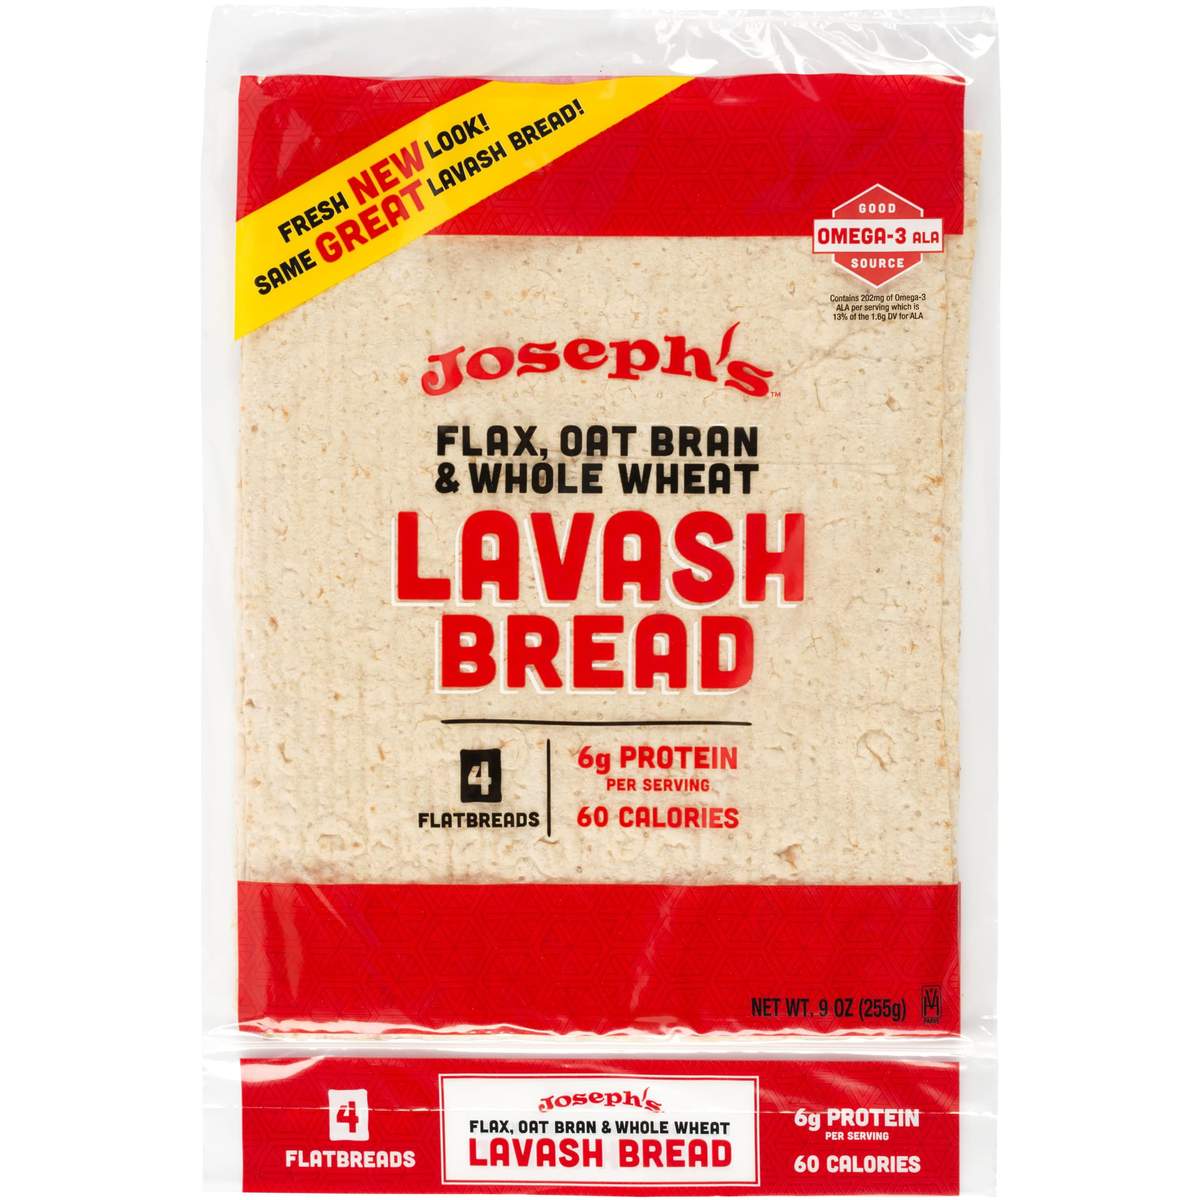 FRESH NEW LOOK!
SAME GREAT LAVASH BREAD!
GOOD
OMEGA-3 ALA
SOURCE
Contains 202mg of Omega-3
ALA per serving which is
13% of the 1.6g DV for ALA
Joseph's™
FLAX, OAT BRAN
& WHOLE WHEAT
LAVASH
BREAD
4
FLATBREADS
6g PROTEIN
PER SERVING
60 CALORIES
NET WT. 9 OZ (255g)
PARVE
4
FLATBREADS
Joseph's
FLAX, OAT BRAN & WHOLE WHEAT
LAVASH BREAD
6g PROTEIN
PER SERVING
60 CALORIES